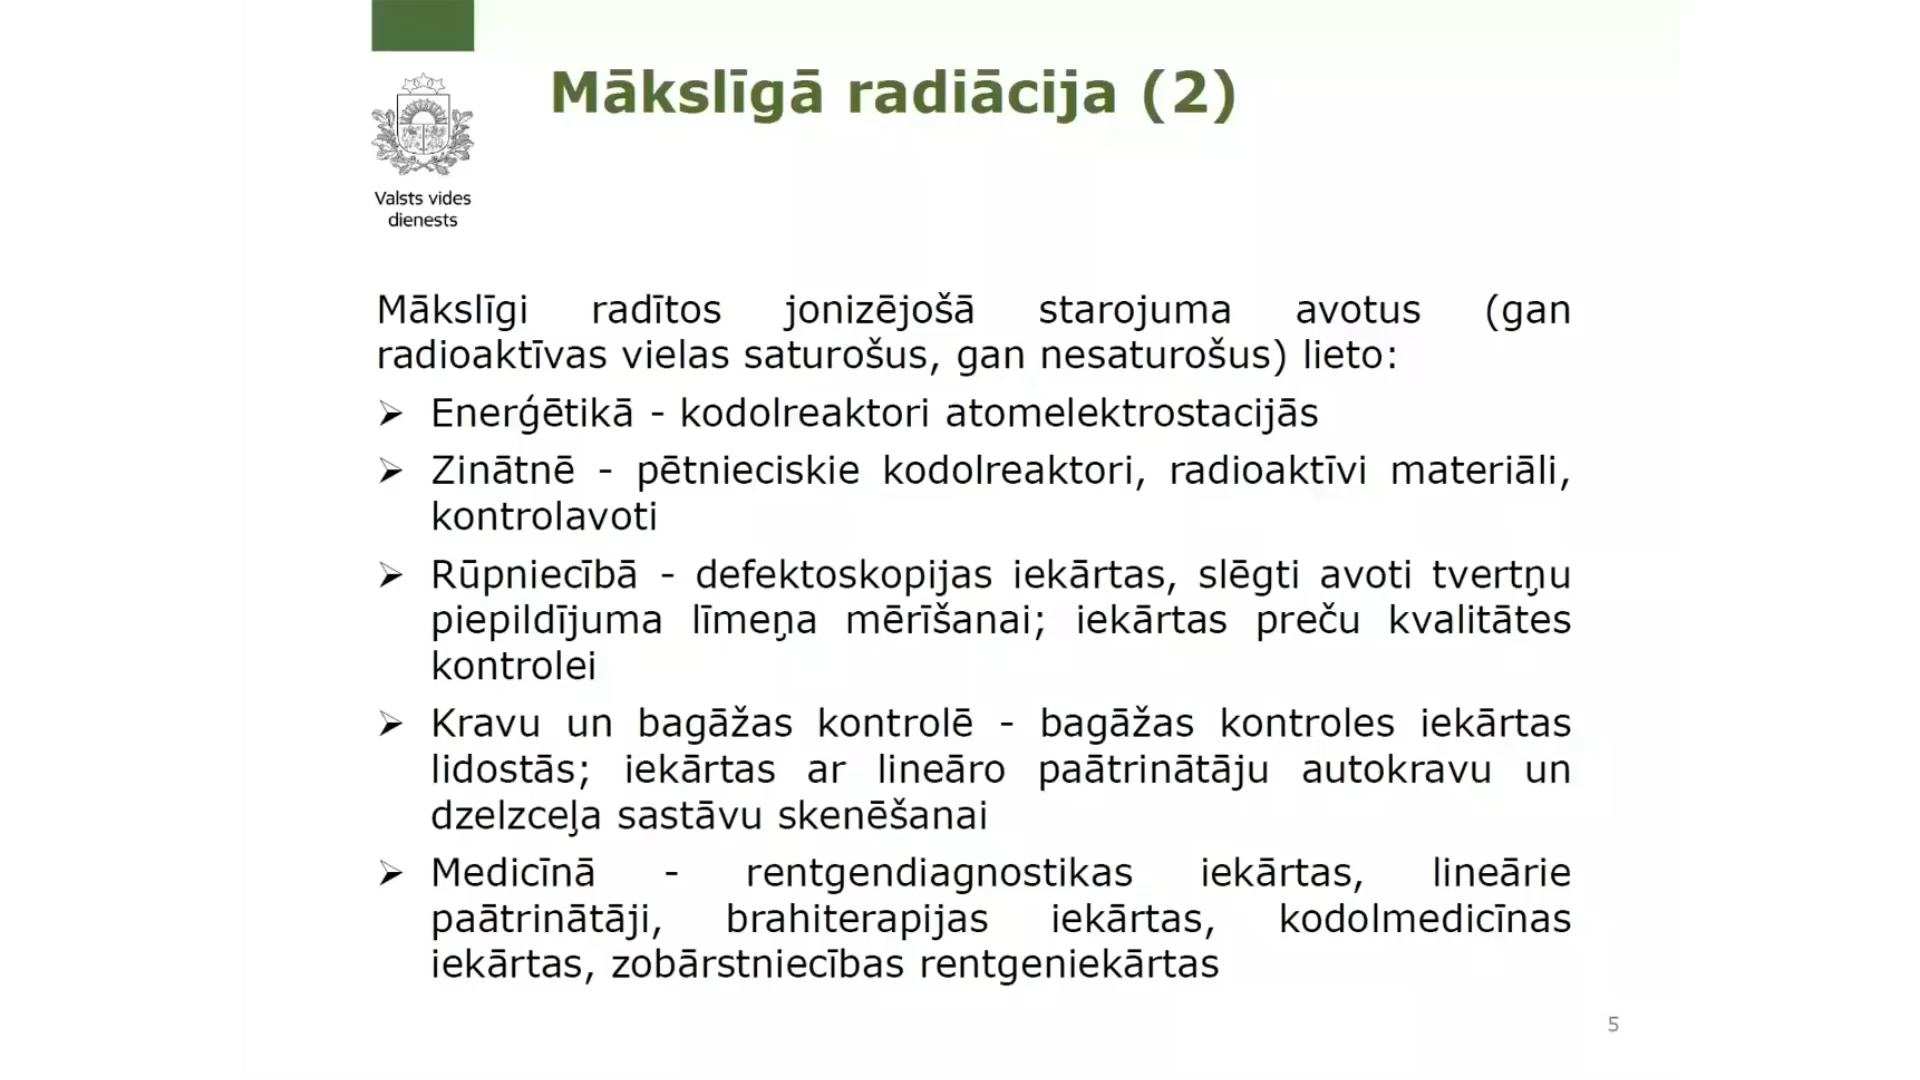 Mākslīgā radiācija (2)
Valsts vides
dienests
Mākslīgi radītos jonizējošā starojuma avotus (gan
radioaktīvas vielas saturošus, gan nesaturošus) lieto:
➢ Enerģētikā - kodolreaktori atomelektrostacijās
➢ Zinātnē - pētnieciskie kodolreaktori, radioaktīvi materiāli,
kontrolavoti
➢ Rūpniecībā - defektoskopijas iekārtas, slēgti avoti tvertņu
piepildījuma līmeņa mērīšanai; iekārtas preču kvalitātes
kontrolei
➢ Kravu un bagāžas kontrolē - bagāžas kontroles iekārtas
lidostās; iekārtas ar lineāro paātrinātāju autokravu un
dzelzceļa sastāvu skenēšanai
➢ Medicīnā - rentgendiagnostikas iekārtas, lineārie
paātrinātāji, brahiterapijas iekārtas, kodolmedicīnas
iekārtas, zobārstniecības rentgeniekārtas
5